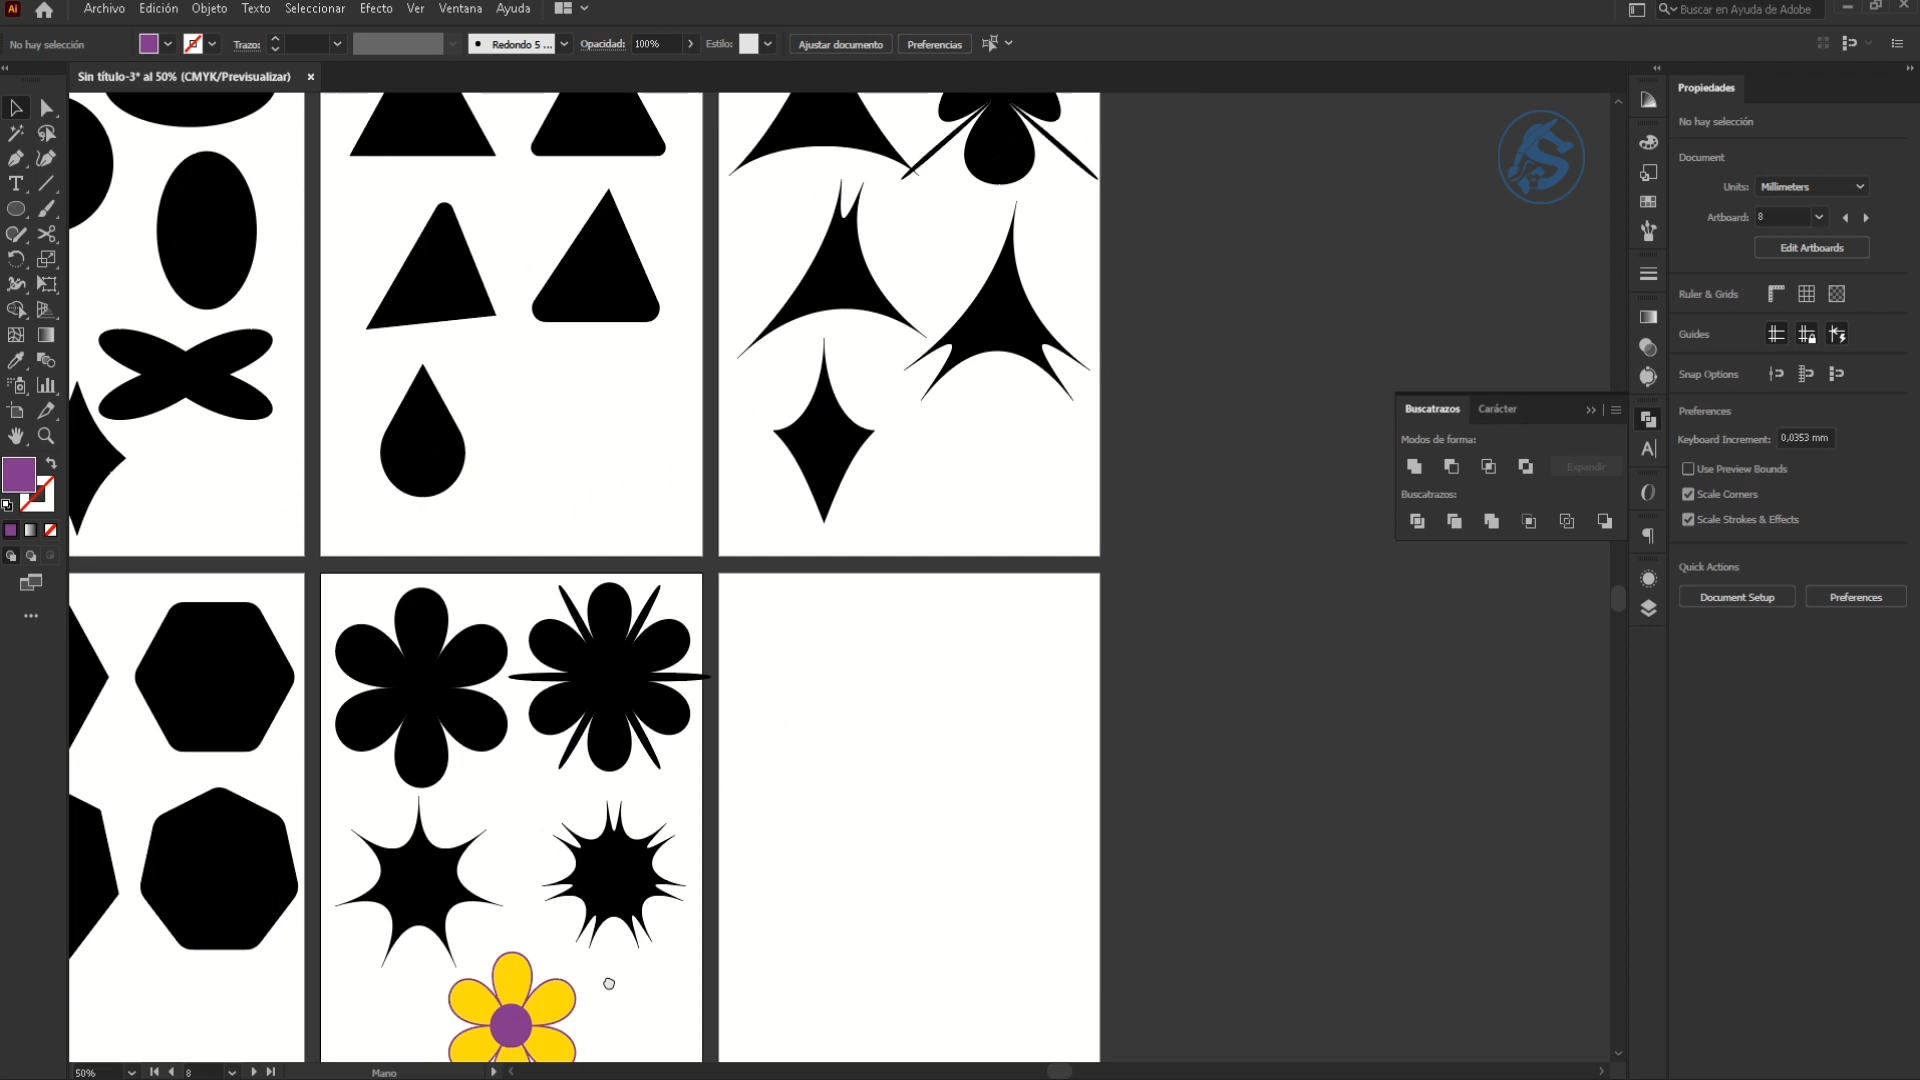 Ai
Archivo Edición Objeto Texto Seleccionar Efecto Ver Ventana Ayuda
Buscar en Ayuda de Adobe
No hay selección
Trazo:
Redondo 5 ...
Opacidad: 100%
Estilo:
Ajustar documento
Preferencias
Sin título-3* al 50% (CMYK/Previsualizar)
Propiedades
No hay selección
Document
Units: Millimeters
Artboard: 8
Edit Artboards
Ruler & Grids
Guides
Snap Options
Preferences
Keyboard Increment: 0,0353 mm
Use Preview Bounds
Scale Corners
Scale Strokes & Effects
Quick Actions
Document Setup
Preferences
Buscatrazos
Carácter
Modos de forma:
Expandir
Buscatrazos:
50%
8
Mano